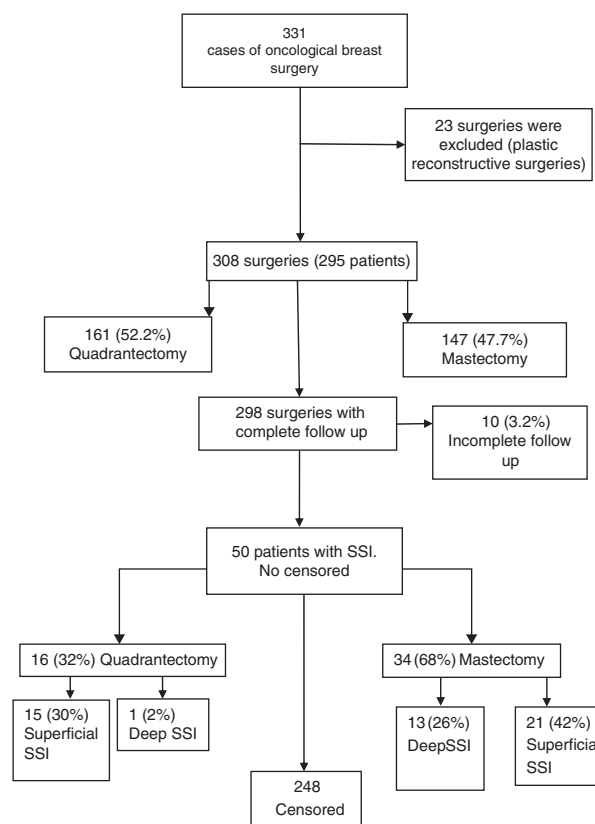 331
cases of oncological breast
surgery
23 surgeries were
excluded (plastic
reconstructive surgeries)
308 surgeries (295 patients)
161 (52.2%)
Quadrantectomy
147 (47.7%)
Mastectomy
298 surgeries with
complete follow up
10 (3.2%)
Incomplete follow
up
50 patients with SSI.
No censored
16 (32%) Quadrantectomy
34 (68%) Mastectomy
15 (30%)
Superficial
SSI
1 (2%)
Deep SSI
13 (26%)
DeepSSI
21 (42%)
Superficial
SSI
248
Censored